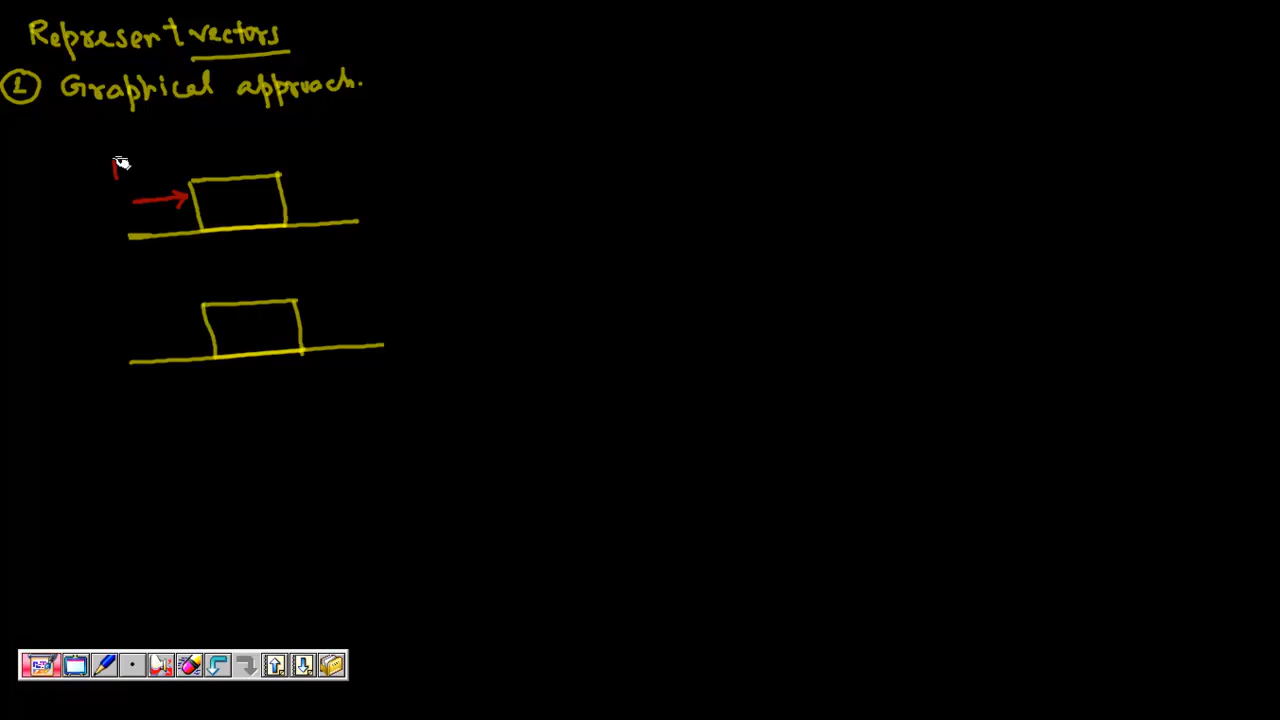 Represent vectors
① Graphical approach.